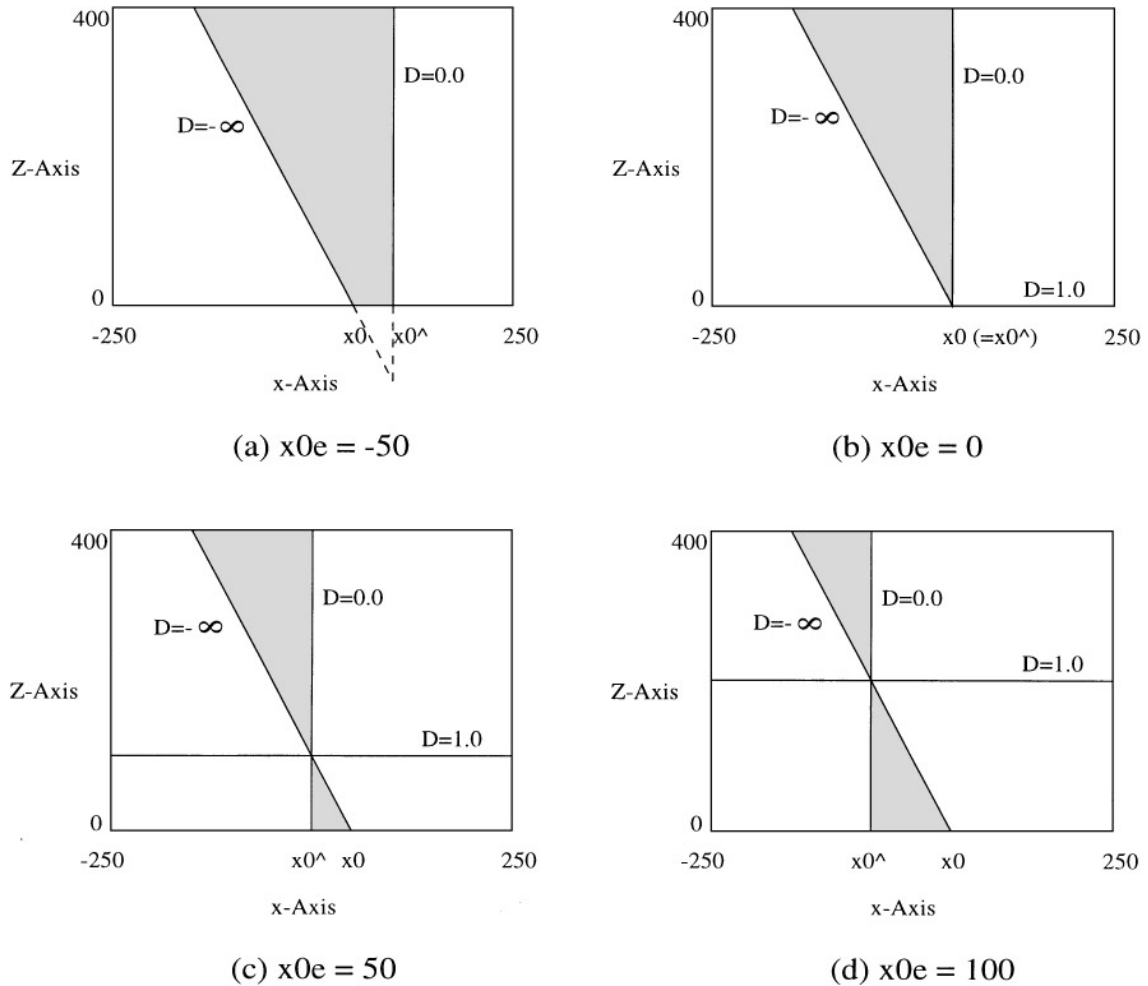 400
D=0.0
D=-∞
Z-Axis
0
-250 x0 x0^ 250
x-Axis
(a) x0e = -50
400
D=0.0
D=-∞
Z-Axis
D=1.0
0
-250 x0 (=x0^) 250
x-Axis
(b) x0e = 0
400
D=0.0
D=-∞
Z-Axis
D=1.0
0
-250 x0^ x0 250
x-Axis
(c) x0e = 50
400
D=0.0
D=-∞
D=1.0
Z-Axis
0
-250 x0^ x0 250
x-Axis
(d) x0e = 100